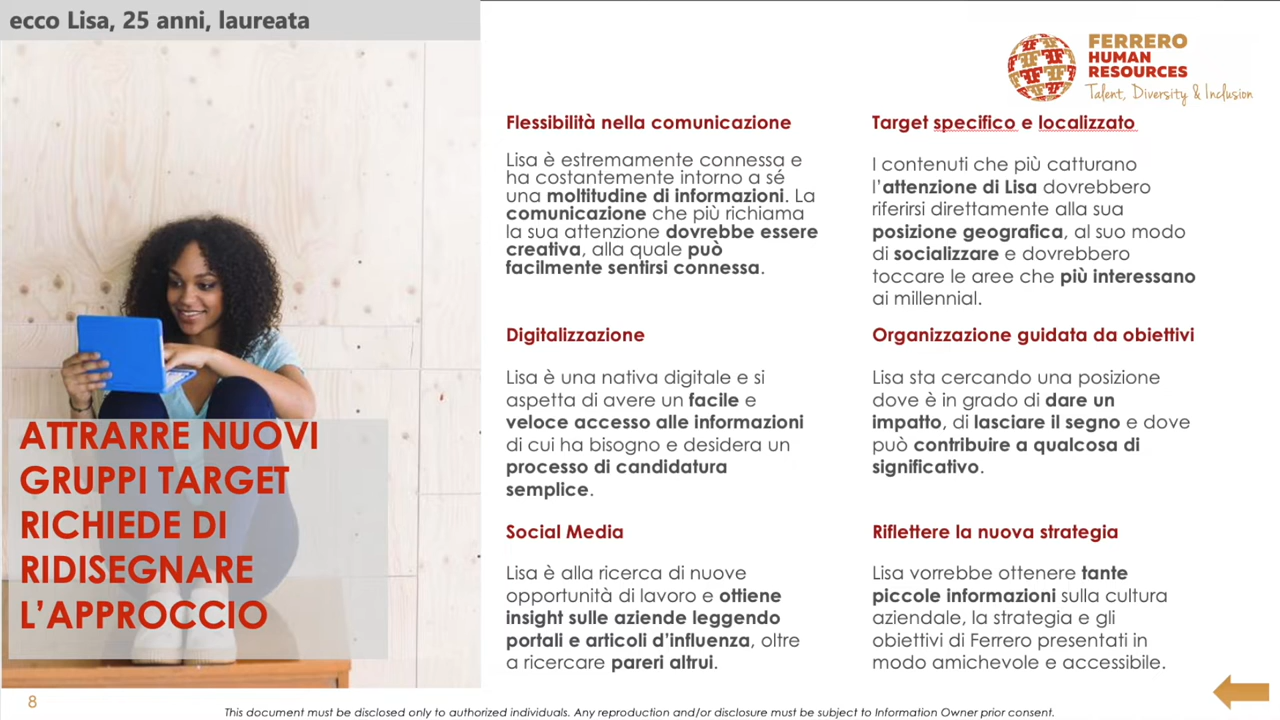 ecco Lisa, 25 anni, laureata
FERRERO
HUMAN
RESOURCES
Talent, Diversity & Inclusion
ATTRARRE NUOVI
GRUPPI TARGET
RICHIEDE DI
RIDISEGNARE
L’APPROCCIO
Flessibilità nella comunicazione
Lisa è estremamente connessa e
ha costantemente intorno a sé
una moltitudine di informazioni. La
comunicazione che più richiama
la sua attenzione dovrebbe essere
creativa, alla quale può
facilmente sentirsi connessa.
Target specifico e localizzato
I contenuti che più catturano
l’attenzione di Lisa dovrebbero
riferirsi direttamente alla sua
posizione geografica, al suo modo
di socializzare e dovrebbero
toccare le aree che più interessano
ai millennial.
Digitalizzazione
Lisa è una nativa digitale e si
aspetta di avere un facile e
veloce accesso alle informazioni
di cui ha bisogno e desidera un
processo di candidatura
semplice.
Organizzazione guidata da obiettivi
Lisa sta cercando una posizione
dove è in grado di dare un
impatto, di lasciare il segno e dove
può contribuire a qualcosa di
significativo.
Social Media
Lisa è alla ricerca di nuove
opportunità di lavoro e ottiene
insight sulle aziende leggendo
portali e articoli d’influenza, oltre
a ricercare pareri altrui.
Riflettere la nuova strategia
Lisa vorrebbe ottenere tante
piccole informazioni sulla cultura
aziendale, la strategia e gli
obiettivi di Ferrero presentati in
modo amichevole e accessibile.
8
This document must be disclosed only to authorized individuals. Any reproduction and/or disclosure must be subject to Information Owner prior consent.